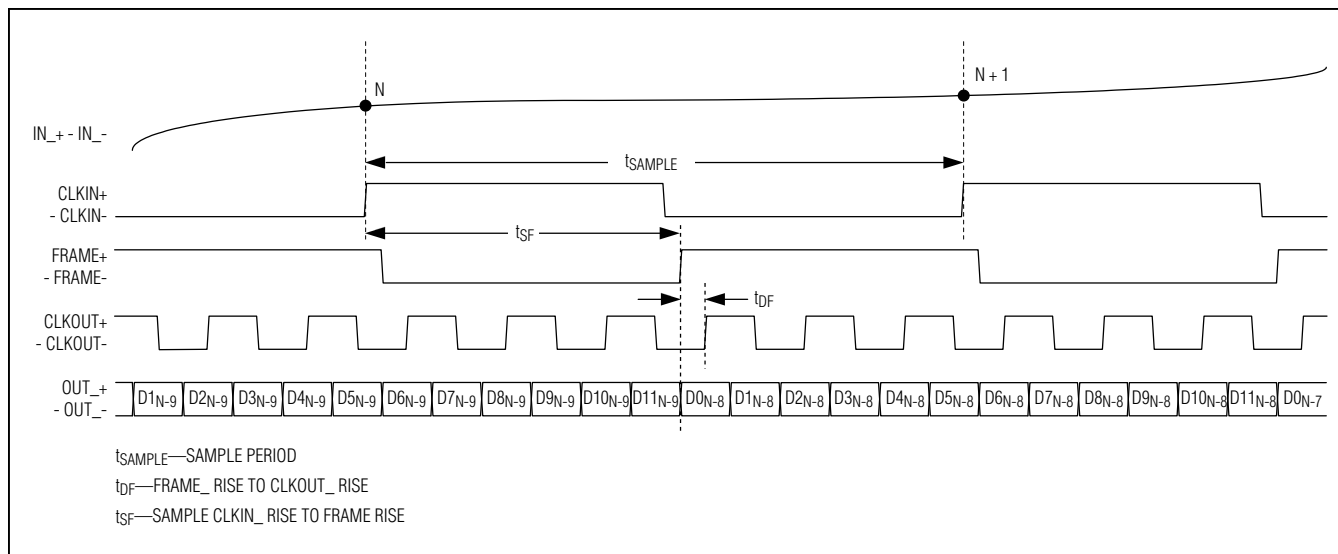 N
N + 1
IN_+ - IN_-
tSAMPLE
CLKIN+
- CLKIN-
tSF
FRAME+
- FRAME-
tDF
CLKOUT+
- CLKOUT-
OUT_+
- OUT_-
D1N-9 D2N-9 D3N-9 D4N-9 D5N-9 D6N-9 D7N-9 D8N-9 D9N-9 D10N-9 D11N-9 D0N-8 D1N-8 D2N-8 D3N-8 D4N-8 D5N-8 D6N-8 D7N-8 D8N-8 D9N-8 D10N-8 D11N-8 D0N-7
tSAMPLE—SAMPLE PERIOD
tDF—FRAME_ RISE TO CLKOUT_ RISE
tSF—SAMPLE CLKIN_ RISE TO FRAME RISE